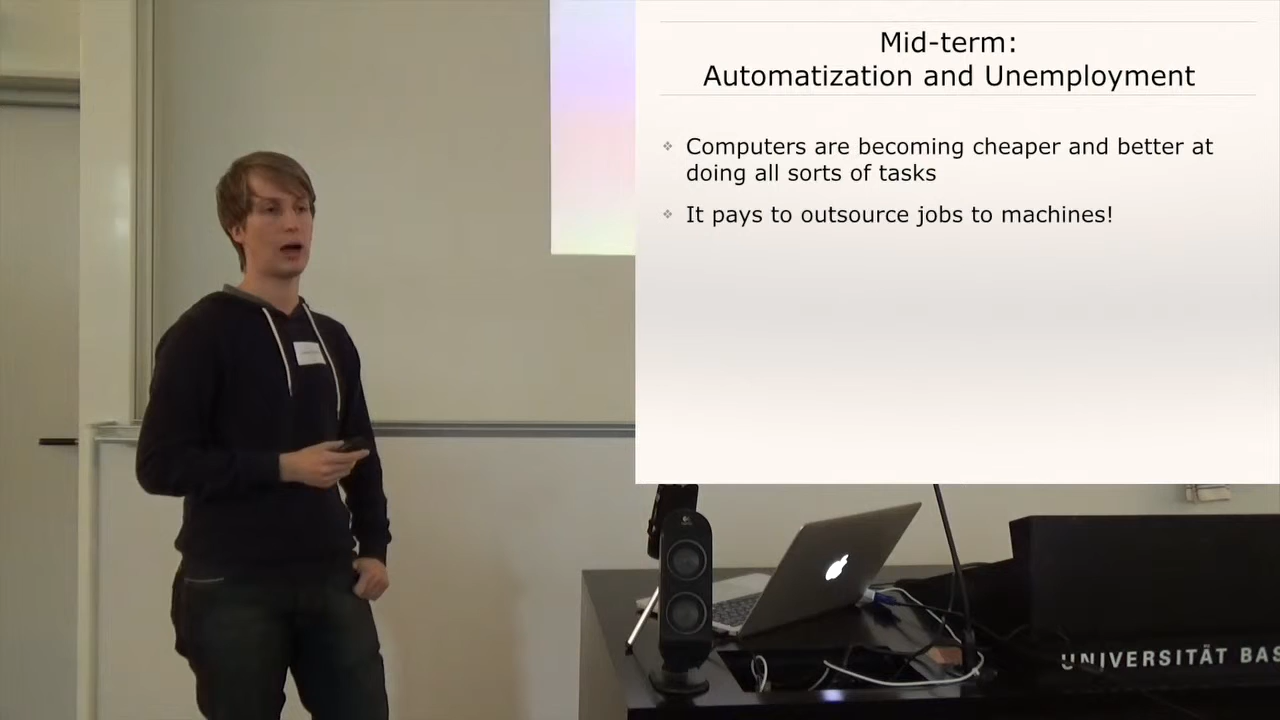 Mid-term:
Automatization and Unemployment
Computers are becoming cheaper and better at
doing all sorts of tasks
It pays to outsource jobs to machines!
UNIVERSITÄT BAS